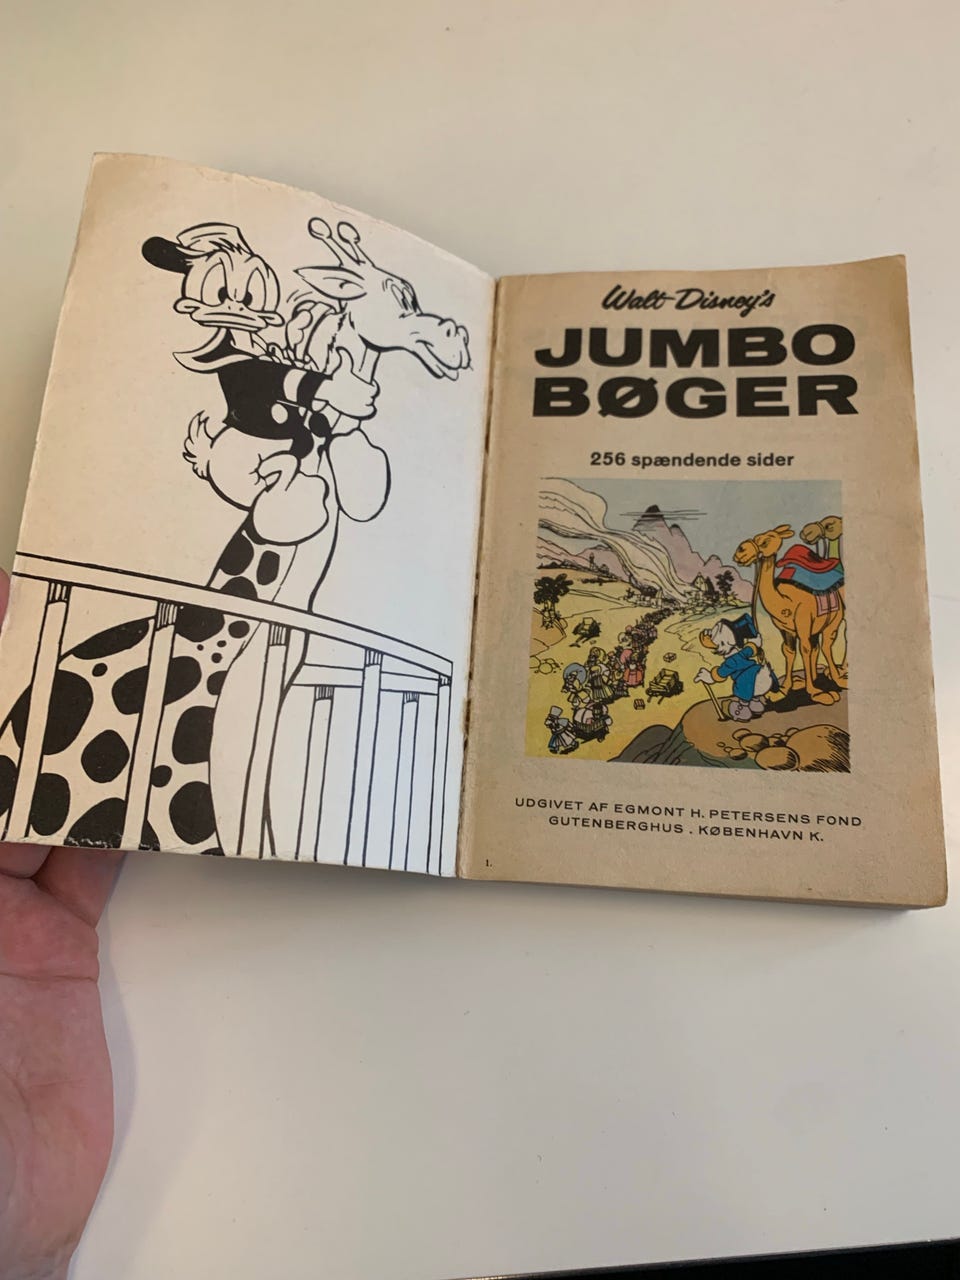 Walt Disney's
JUMBO
BØGER
256 spændende sider
UDGIVET AF EGMONT H. PETERSENS FOND
GUTENBERGHUS . KØBENHAVN K.
1.